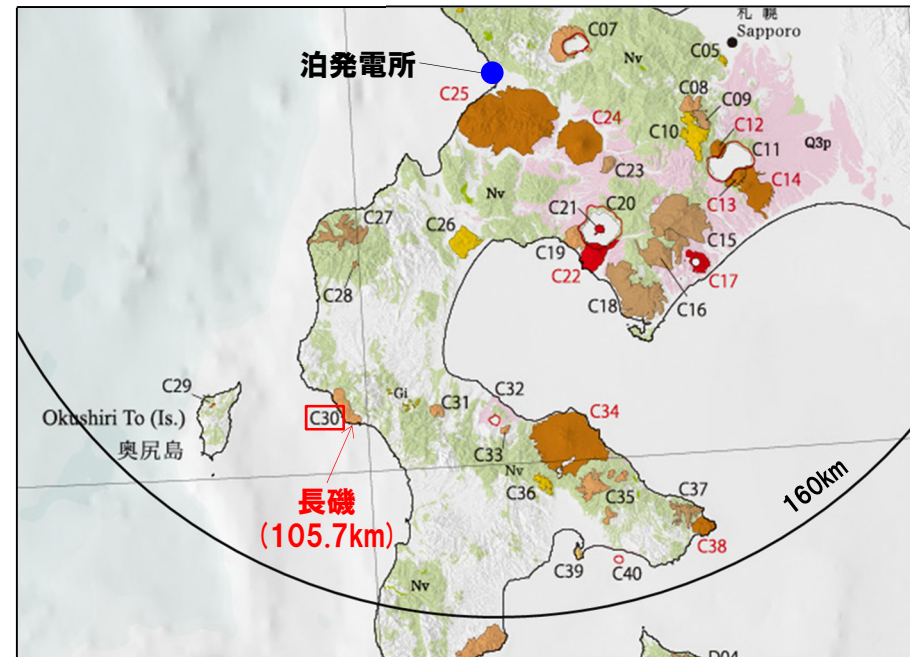 札幌
Sapporo
C07
Nv
C05
泊発電所
C25
C08
C09
C24
C10
C12
C11
Q3p
C23
C14
Nv
C13
C21
C20
C27
C26
C19
C15
C22
C17
C28
C16
C18
C29
Gi
C32
C31
C34
Okushiri To (Is.)
C30
奥尻島
C33
Nv
160km
C36
C35
C37
長磯
(105.7km)
C38
C39
C40
Nv
D04